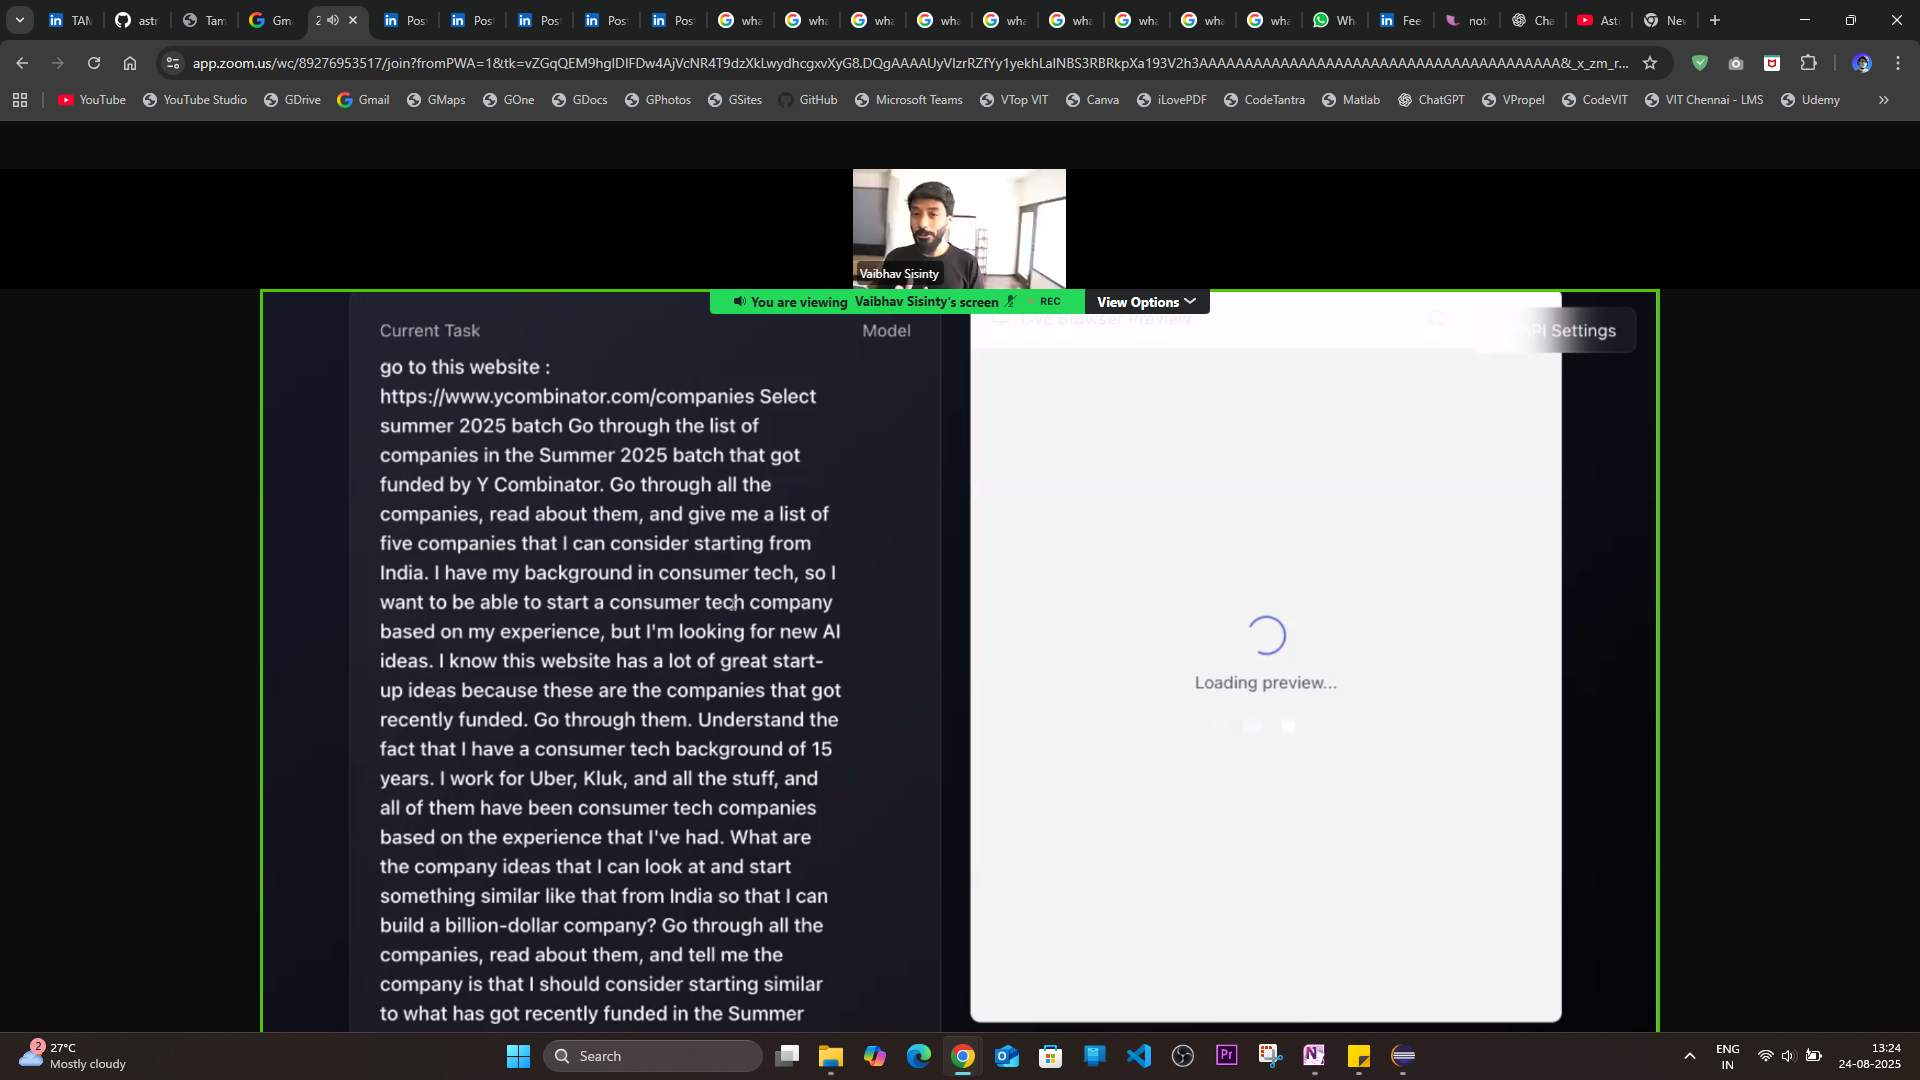 TAM
astr
Tam
Gm
2
Post
Post
Post
Post
Post
wha
wha
wha
wha
wha
wha
wha
wha
wha
Wh
Fee
not
Cha
Ast
Nev
app.zoom.us/wc/89276953517/join?fromPWA=1&tk=vZGqQEM9hgIDIFDw4AjVcNR4T9dzXkLwydhcgxvXyG8.DQgAAAAUyVIzrRZfYy1yekhLaINBS3RBRkpXa193V2h3AAAAAAAAAAAAAAAAAAAAAAAAAAAAAAAAAAAAAAA&_x_zm_r...
YouTube
YouTube Studio
GDrive
Gmail
GMaps
GOne
GDocs
GPhotos
GSites
GitHub
Microsoft Teams
VTop VIT
Canva
iLovePDF
CodeTantra
Matlab
ChatGPT
VPropel
CodeVIT
VIT Chennai - LMS
Udemy
Vaibhav Sisinty
You are viewing Vaibhav Sisinty's screen
REC
View Options
Current Task
Model
go to this website :
https://www.ycombinator.com/companies Select
summer 2025 batch Go through the list of
companies in the Summer 2025 batch that got
funded by Y Combinator. Go through all the
companies, read about them, and give me a list of
five companies that I can consider starting from
India. I have my background in consumer tech, so I
want to be able to start a consumer tech company
based on my experience, but I'm looking for new AI
ideas. I know this website has a lot of great start-
up ideas because these are the companies that got
recently funded. Go through them. Understand the
fact that I have a consumer tech background of 15
years. I work for Uber, Kluk, and all the stuff, and
all of them have been consumer tech companies
based on the experience that I've had. What are
the company ideas that I can look at and start
something similar like that from India so that I can
build a billion-dollar company? Go through all the
companies, read about them, and tell me the
company is that I should consider starting similar
to what has got recently funded in the Summer
Live Browser Preview
API Settings
Loading preview...
2
27°C
Mostly cloudy
Search
Pr
N
ENG
IN
13:24
24-08-2025